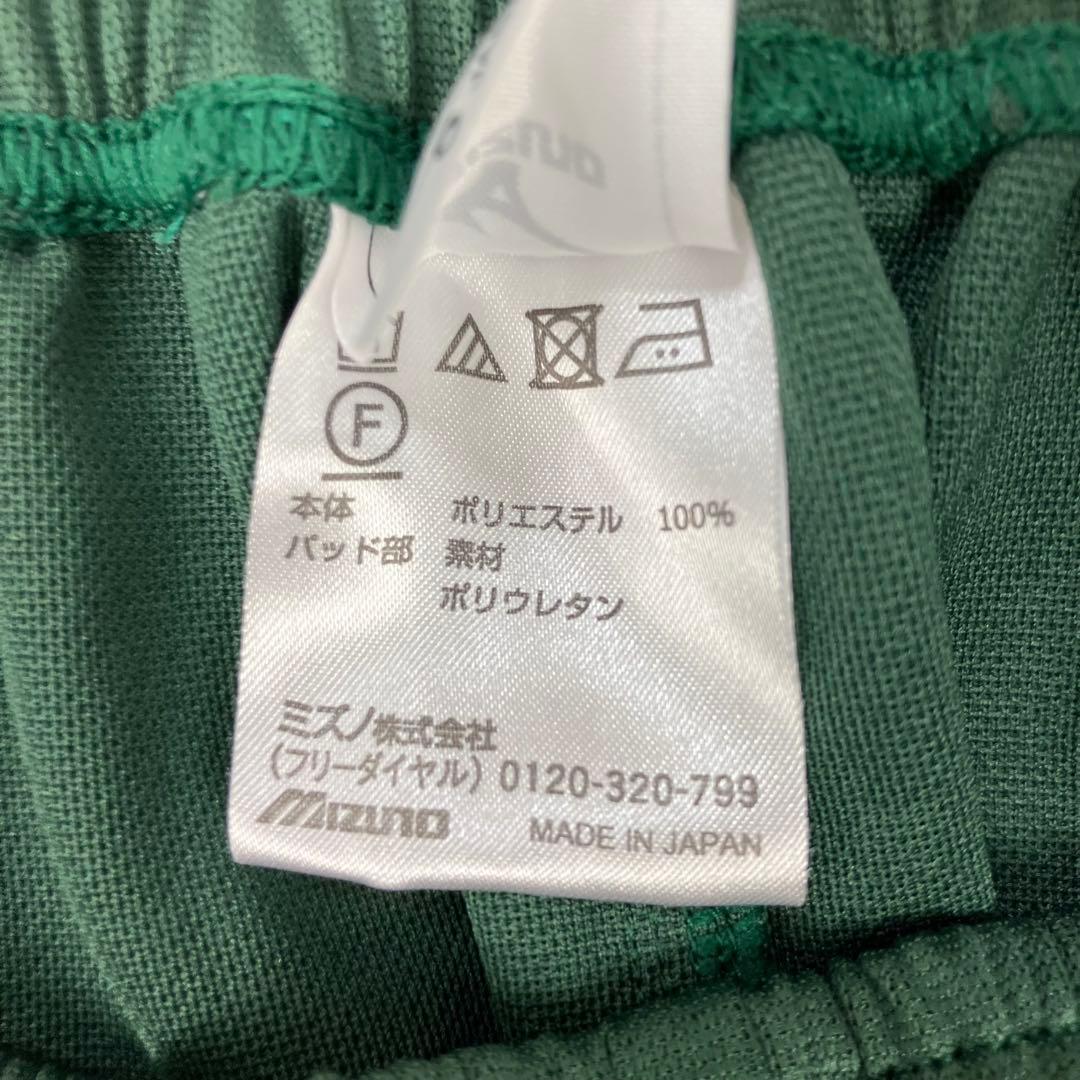 F
本体 ポリエステル 100%
パッド部 素材
ポリウレタン
ミズノ株式会社
(フリーダイヤル) 0120-320-799
MIZUNO MADE IN JAPAN